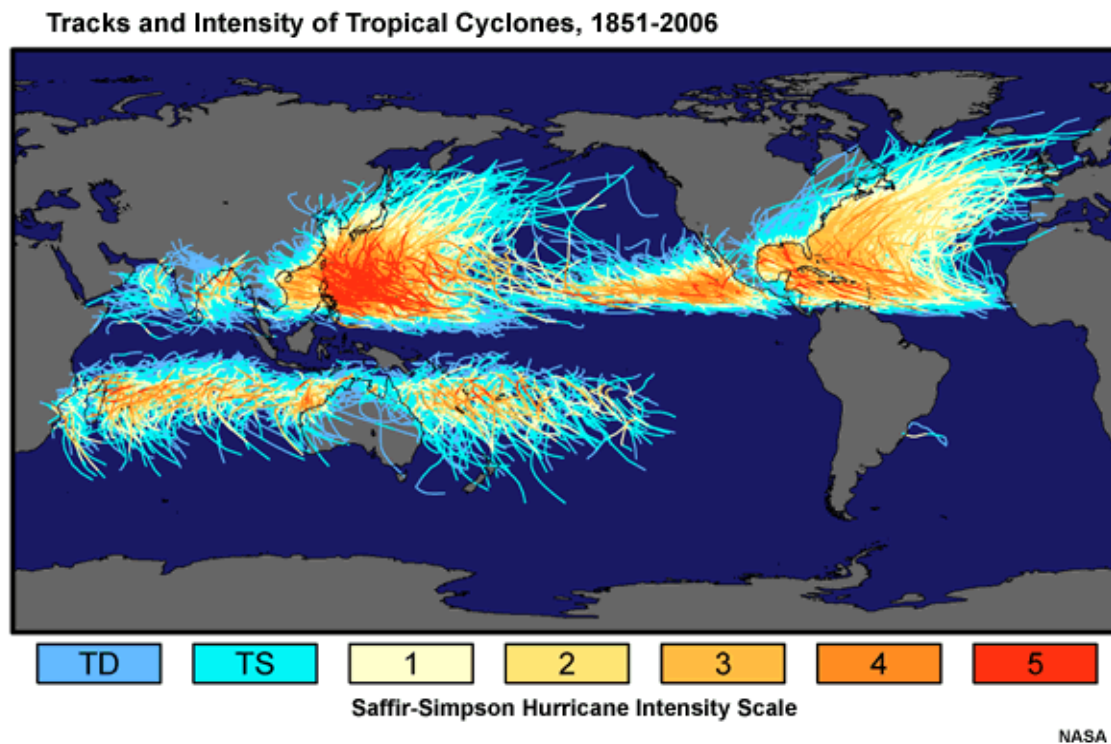 Tracks and Intensity of Tropical Cyclones, 1851-2006
TD TS 1 2 3 4 5
Saffir-Simpson Hurricane Intensity Scale
NASA